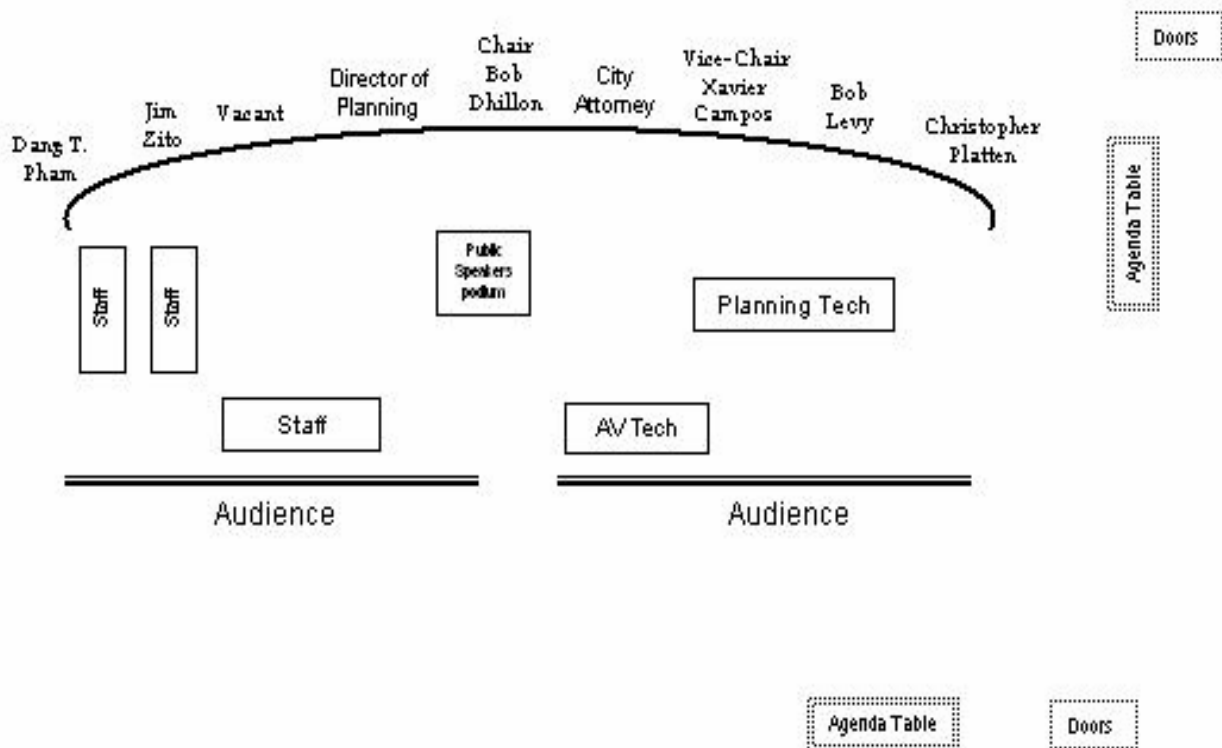 Doors
Chair
Bob
Dhillon
Director of
Planning
City
Attorney
Vice-Chair
Xavier
Campos
Jim
Zito
Vacant
Bob
Levy
Dang T.
Pham
Christopher
Platten
Agenda Table
Staff
Staff
Public
Speakers
podium
Planning Tech
Staff
AV Tech
Audience
Audience
Agenda Table
Doors